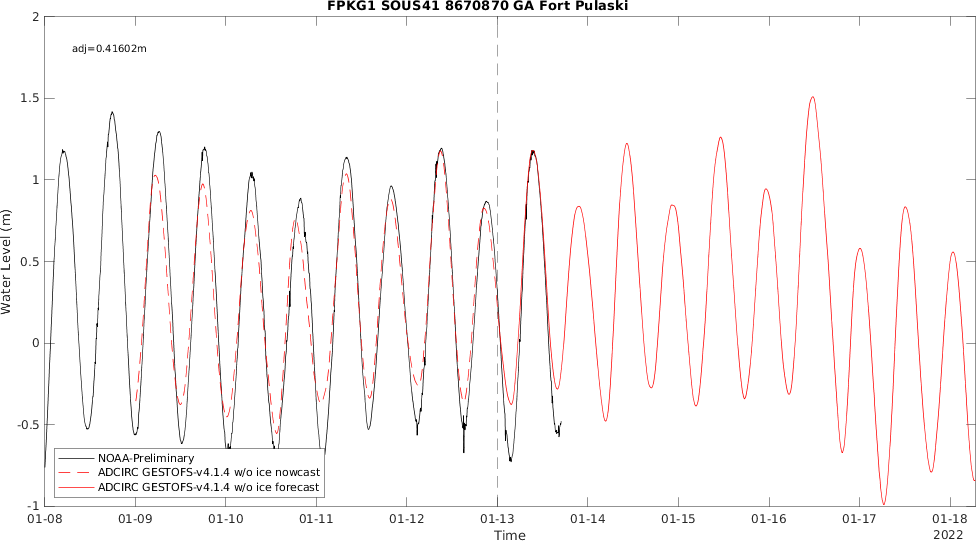 FPKG1 SOUS41 8670870 GA Fort Pulaski
adj=0.41602m
2
1.5
1
0.5
0
-0.5
-1
Water Level (m)
NOAA-Preliminary
ADCIRC GESTOFS-v4.1.4 w/o ice nowcast
ADCIRC GESTOFS-v4.1.4 w/o ice forecast
01-08 01-09 01-10 01-11 01-12 01-13 01-14 01-15 01-16 01-17 01-18
Time
2022